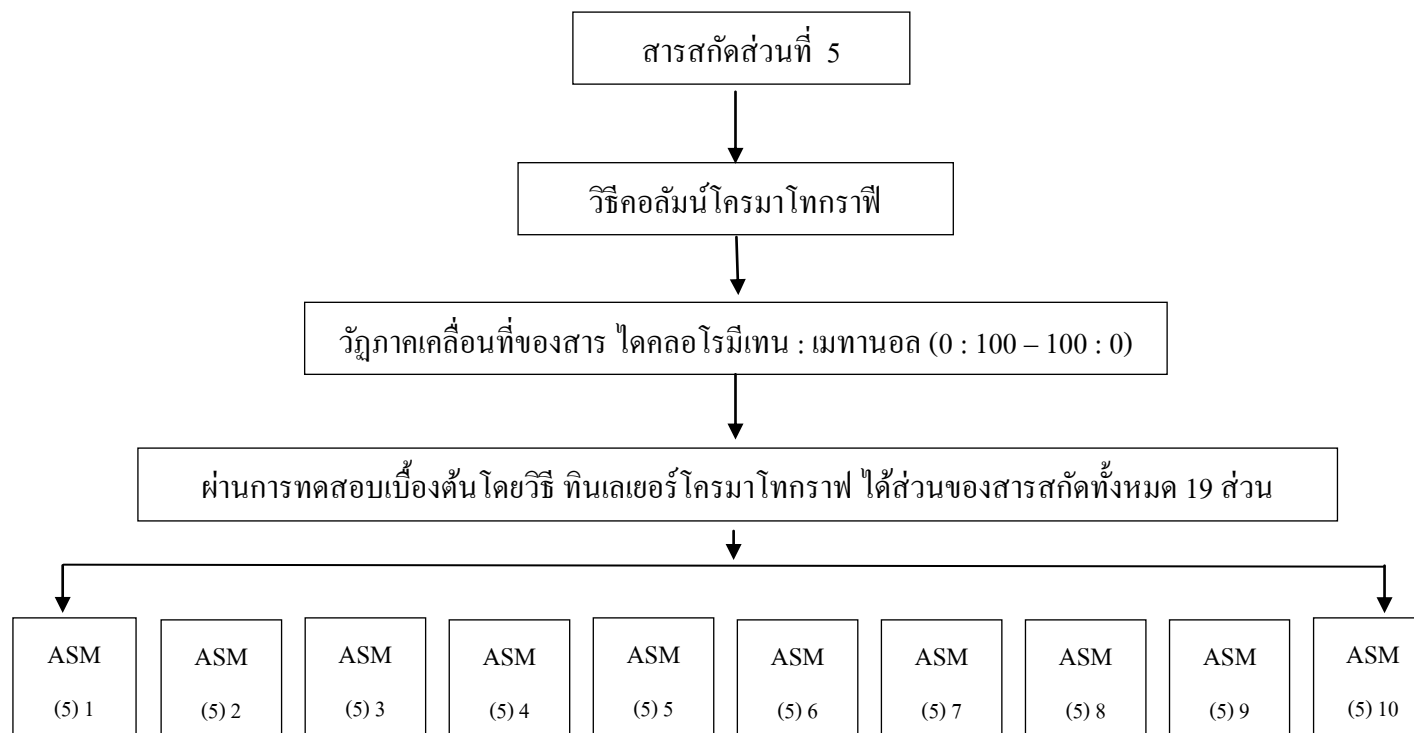 สารสกัดส่วนที่ 5
วิธีคอลัมน์โครมาโทกราฟี
วัฏภาคเคลื่อนที่ของสาร ไดคลอโรมีเทน : เมทานอล (0 : 100 – 100 : 0)
ผ่านการทดสอบเบื้องต้นโดยวิธี ทินเลเยอร์โครมาโทกราฟ ได้ส่วนของสารสกัดทั้งหมด 19 ส่วน
ASM ASM ASM ASM ASM ASM ASM ASM ASM ASM
(5) 1 (5) 2 (5) 3 (5) 4 (5) 5 (5) 6 (5) 7 (5) 8 (5) 9 (5) 10